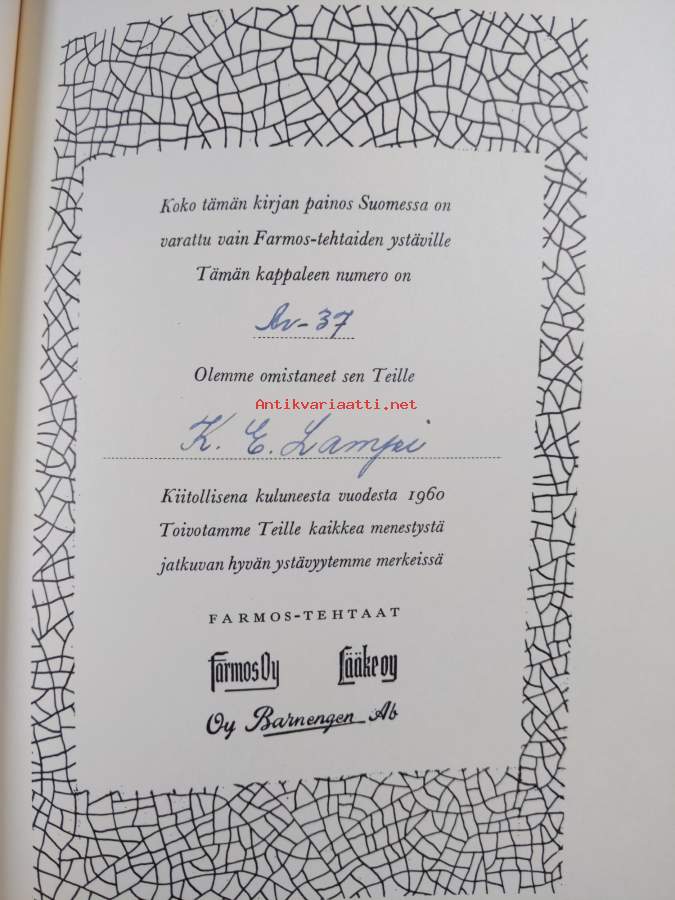 Koko tämän kirjan painos Suomessa on
varattu vain Farmos-tehtaiden ystäville
Tämän kappaleen numero on
Av-37
Olemme omistaneet sen Teille
Antikvariaatti.net
K. E. Lampi
Kiitollisena kuluneesta vuodesta 1960
Toivotamme Teille kaikkea menestystä
jatkuvan hyvän ystävyytemme merkeissä
FARMOS-TEHTAAT
Farmos Oy Lääke oy
Oy Barnengen Ab